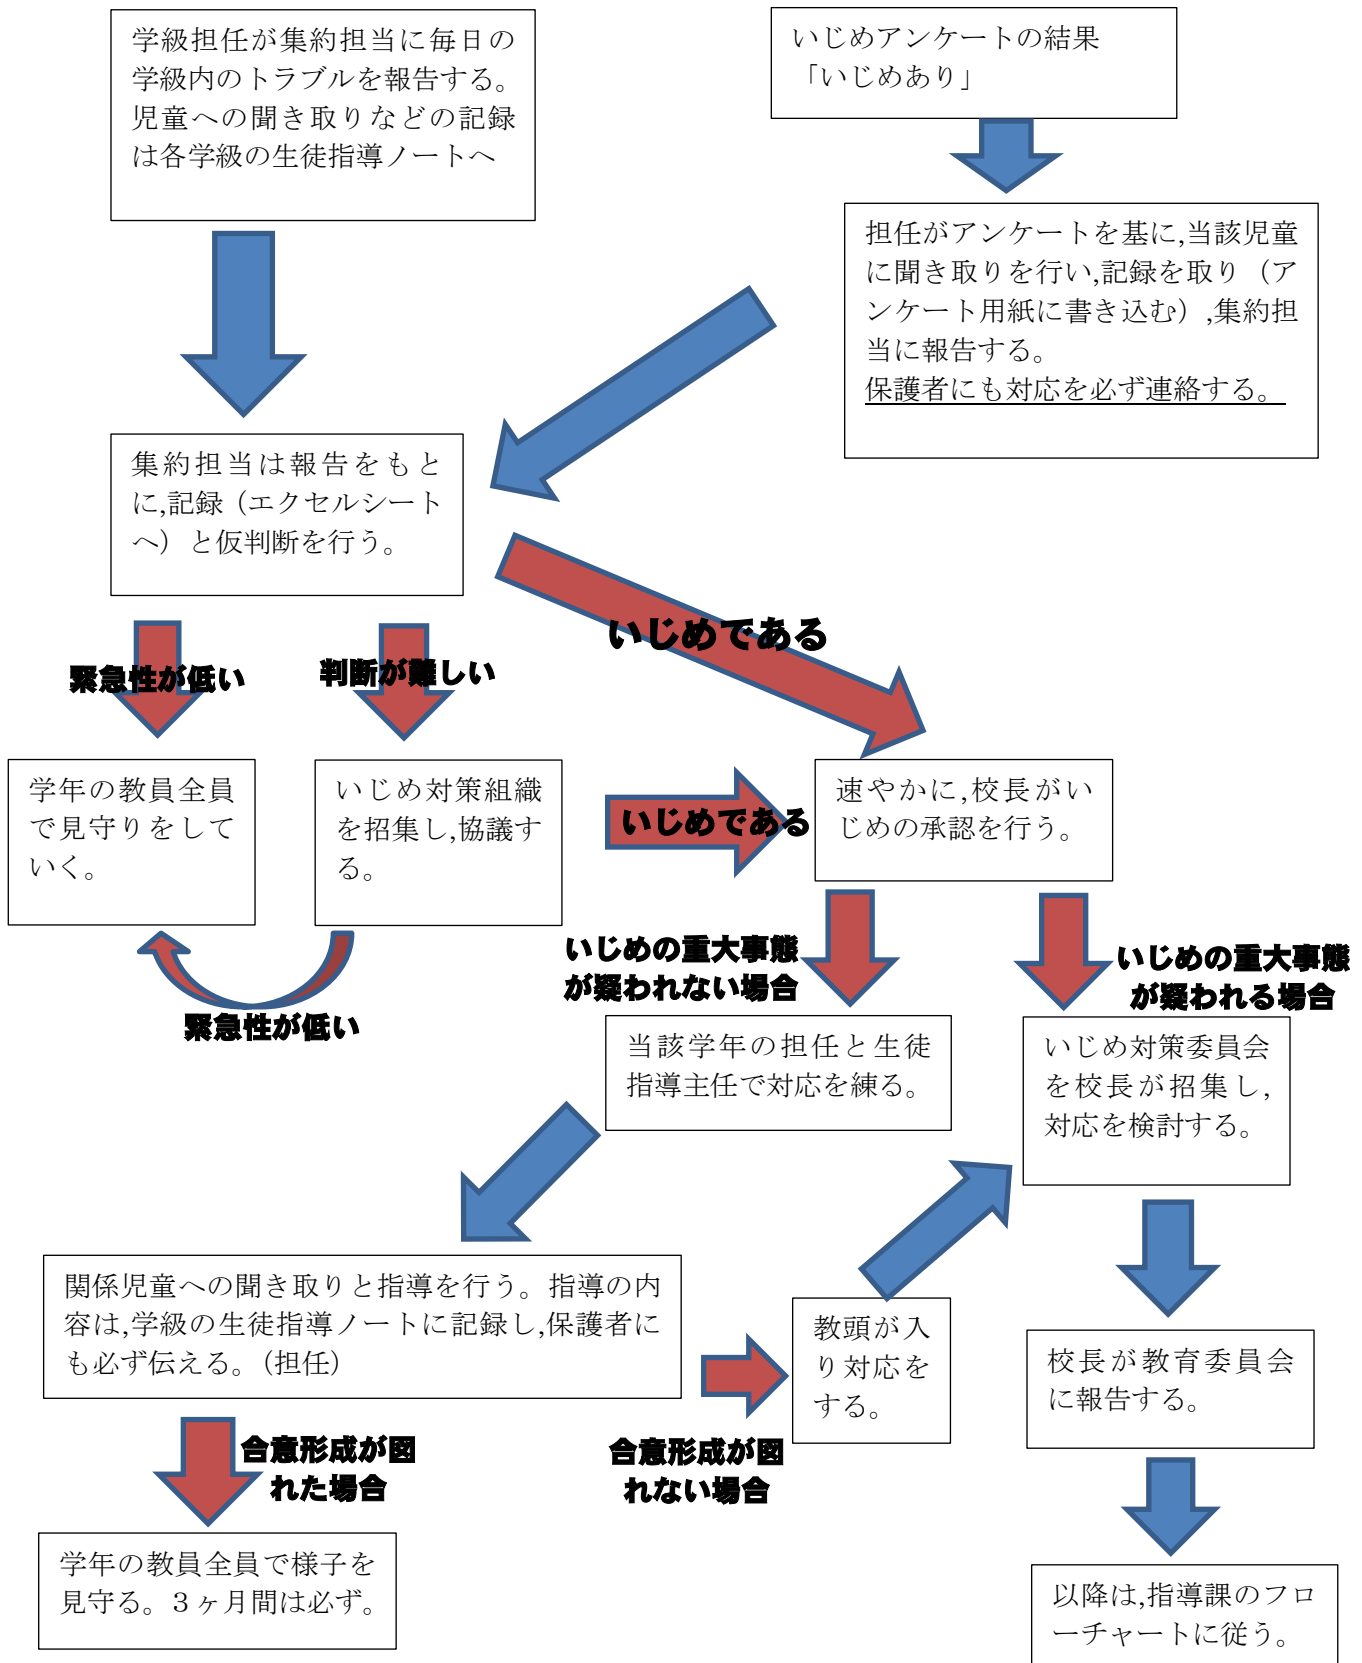 学級担任が集約担当に毎日の
学級内のトラブルを報告する。
児童への聞き取りなどの記録
は各学級の生徒指導ノートへ
いじめアンケートの結果
「いじめあり」
担任がアンケートを基に,当該児童
に聞き取りを行い,記録を取り（ア
ンケート用紙に書き込む）,集約担
当に報告する。
保護者にも対応を必ず連絡する。
集約担当は報告をもと
に,記録（エクセルシート
へ）と仮判断を行う。
いじめである
緊急性が低い
判断が難しい
学年の教員全員
で見守りをして
いく。
いじめ対策組織
を招集し,協議す
る。
いじめである
速やかに,校長がい
じめの承認を行う。
緊急性が低い
いじめの重大事態
が疑われない場合
いじめの重大事態
が疑われる場合
当該学年の担任と生徒
指導主任で対応を練る。
いじめ対策委員会
を校長が招集し,
対応を検討する。
関係児童への聞き取りと指導を行う。指導の内
容は,学級の生徒指導ノートに記録し,保護者に
も必ず伝える。（担任）
教頭が入
り対応を
する。
校長が教育委員会
に報告する。
合意形成が図
れた場合
合意形成が図
れない場合
学年の教員全員で様子を
見守る。３ヶ月間は必ず。
以降は,指導課のフロ
ーチャートに従う。